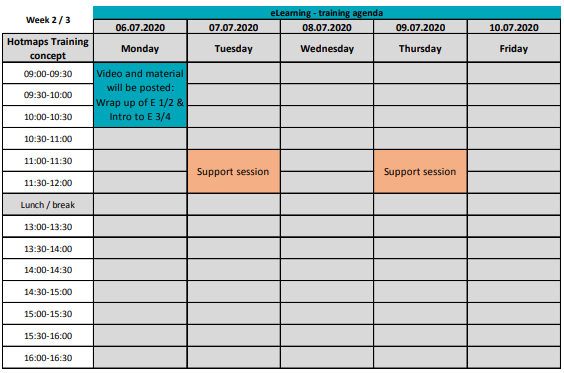 eLearning - training agenda
Week 2 / 3
06.07.2020 07.07.2020 08.07.2020 09.07.2020 10.07.2020
Hotmaps Training
concept
Monday Tuesday Wednesday Thursday Friday
09:00-09:30
Video and material
will be posted:
09:30-10:00
Wrap up of E 1/2 &
Intro to E 3/4
10:00-10:30
10:30-11:00
11:00-11:30
Support session Support session
11:30-12:00
Lunch / break
13:00-13:30
13:30-14:00
14:00-14:30
14:30-15:00
15:00-15:30
15:30-16:00
16:00-16:30